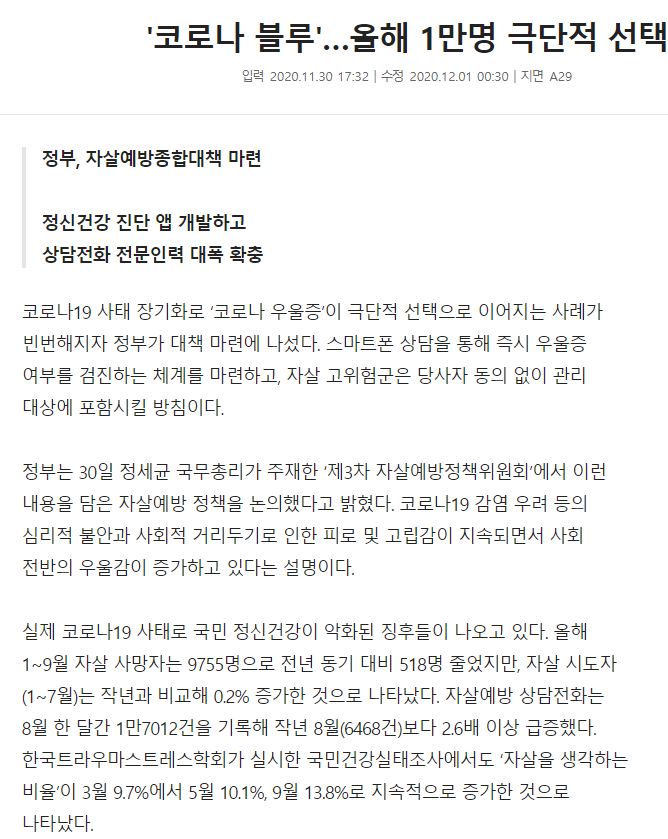 '코로나 블루'…올해 1만명 극단적 선택
입력 2020.11.30 17:32 | 수정 2020.12.01 00:30 | 지면 A29
정부, 자살예방종합대책 마련
정신건강 진단 앱 개발하고
상담전화 전문인력 대폭 확충
코로나19 사태 장기화로 ‘코로나 우울증’이 극단적 선택으로 이어지는 사례가
빈번해지자 정부가 대책 마련에 나섰다. 스마트폰 상담을 통해 즉시 우울증
여부를 검진하는 체계를 마련하고, 자살 고위험군은 당사자 동의 없이 관리
대상에 포함시킬 방침이다.
정부는 30일 정세균 국무총리가 주재한 ‘제3차 자살예방정책위원회’에서 이런
내용을 담은 자살예방 정책을 논의했다고 밝혔다. 코로나19 감염 우려 등의
심리적 불안과 사회적 거리두기로 인한 피로 및 고립감이 지속되면서 사회
전반의 우울감이 증가하고 있다는 설명이다.
실제 코로나19 사태로 국민 정신건강이 악화된 징후들이 나오고 있다. 올해
1~9월 자살 사망자는 9755명으로 전년 동기 대비 518명 줄었지만, 자살 시도자
(1~7월)는 작년과 비교해 0.2% 증가한 것으로 나타났다. 자살예방 상담전화는
8월 한 달간 1만7012건을 기록해 작년 8월(6468건)보다 2.6배 이상 급증했다.
한국트라우마스트레스학회가 실시한 국민건강실태조사에서도 ‘자살을 생각하는
비율’이 3월 9.7%에서 5월 10.1%, 9월 13.8%로 지속적으로 증가한 것으로
나타났다.